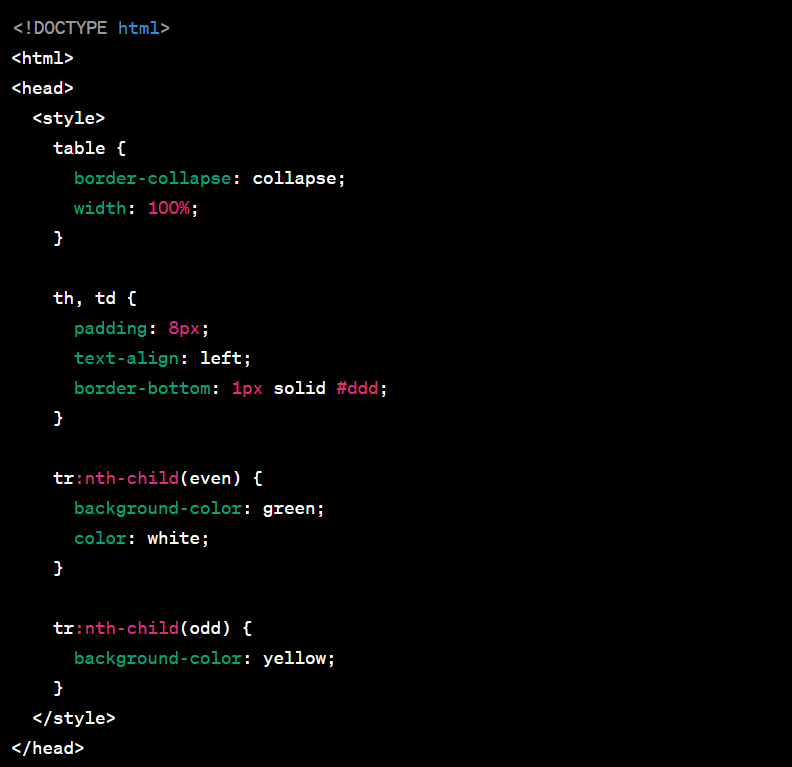 <!DOCTYPE html>
<html>
<head>
  <style>
    table {
      border-collapse: collapse;
      width: 100%;
    }

    th, td {
      padding: 8px;
      text-align: left;
      border-bottom: 1px solid #ddd;
    }

    tr:nth-child(even) {
      background-color: green;
      color: white;
    }

    tr:nth-child(odd) {
      background-color: yellow;
    }
  </style>
</head>